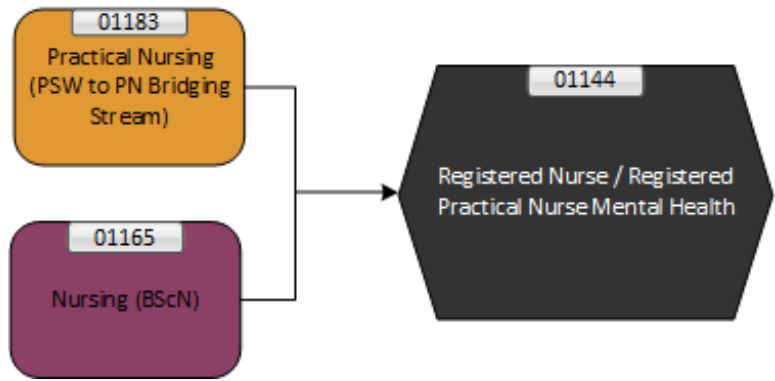 01183
Practical Nursing
(PSW to PN Bridging
Stream)
01165
Nursing (BScN)
01144
Registered Nurse / Registered
Practical Nurse Mental Health